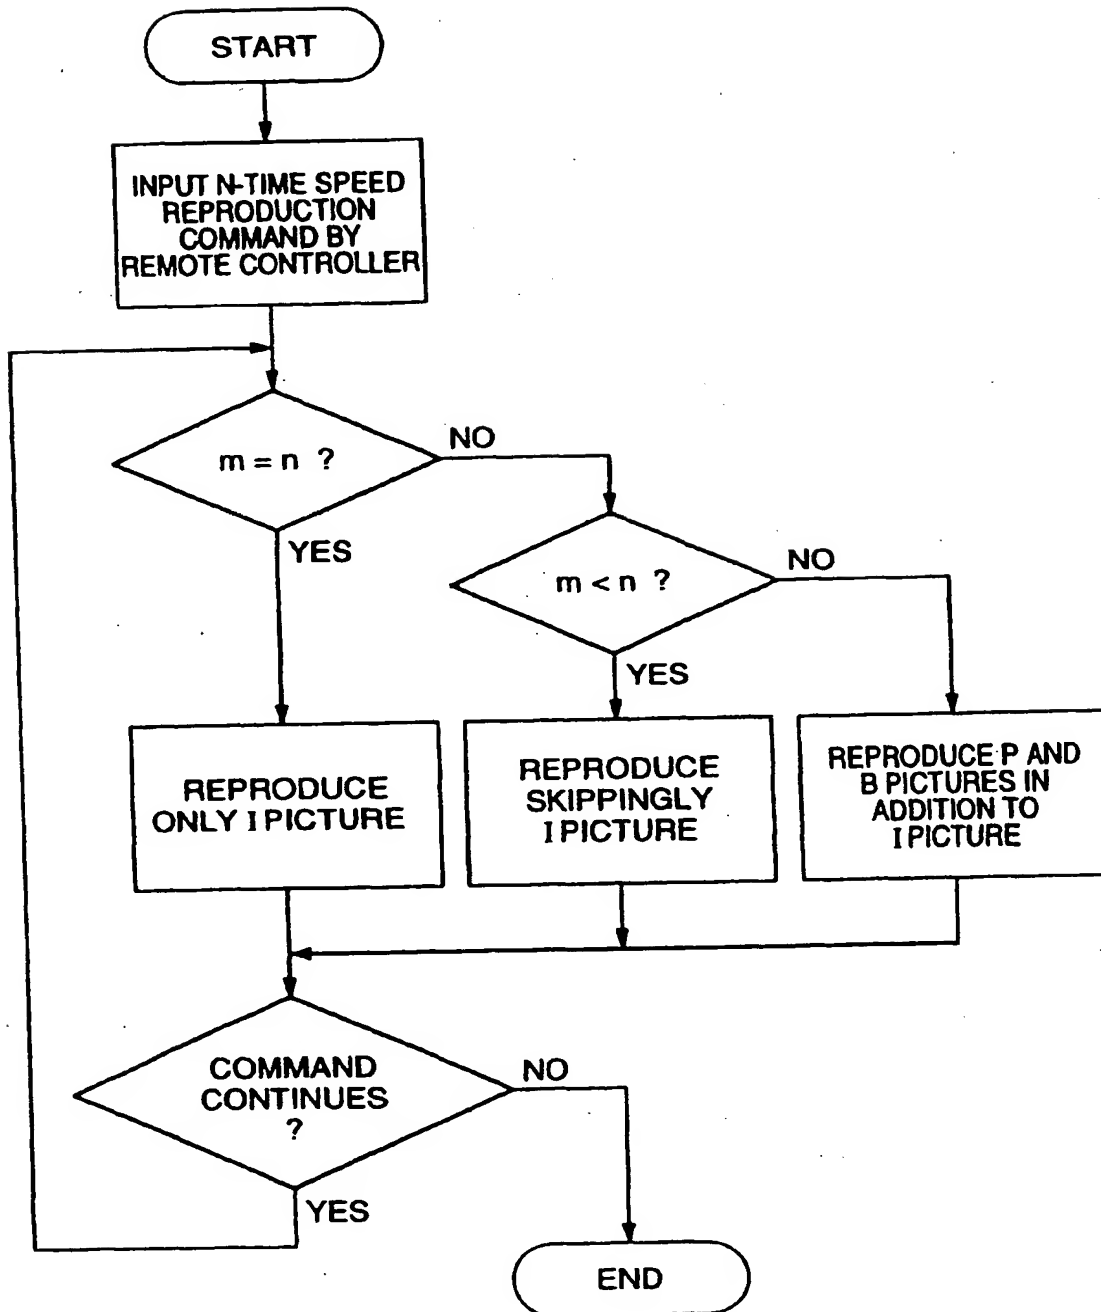 START
INPUT N-TIME SPEED
REPRODUCTION
COMMAND BY
REMOTE CONTROLLER
m = n ?
NO
YES
m < n ?
NO
YES
REPRODUCE
ONLY I PICTURE
REPRODUCE
SKIPPINGLY
I PICTURE
REPRODUCE P AND
B PICTURES IN
ADDITION TO
I PICTURE
COMMAND
CONTINUES
?
NO
YES
END